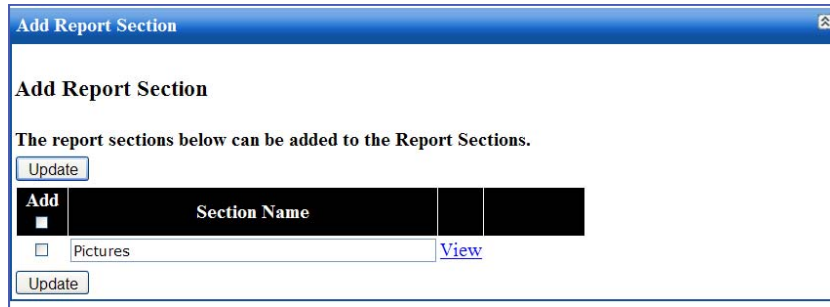 Add Report Section
Add Report Section
The report sections below can be added to the Report Sections.
Update
Add Section Name
Pictures View
Update